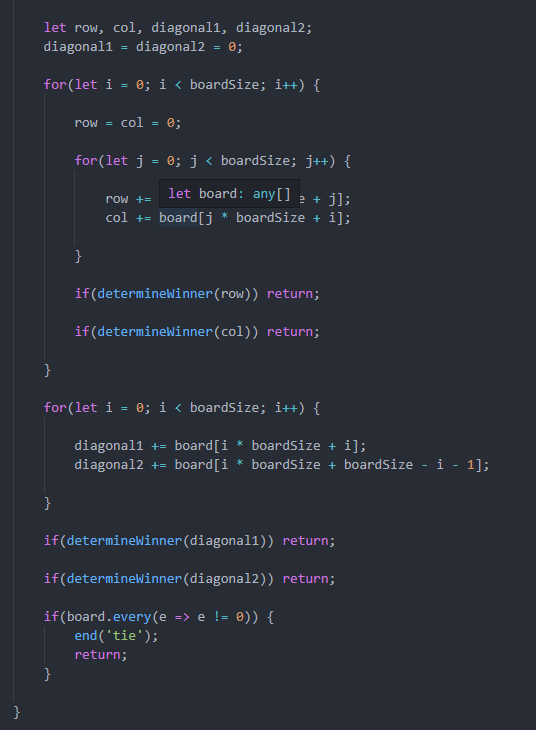 let row, col, diagonal1, diagonal2;
diagonal1 = diagonal2 = 0;
for(let i = 0; i < boardSize; i++) {
row = col = 0;
for(let j = 0; j < boardSize; j++) {
let board: any[]
row += e + j];
col += board[j * boardSize + i];
}
if(determineWinner(row)) return;
if(determineWinner(col)) return;
}
for(let i = 0; i < boardSize; i++) {
diagonal1 += board[i * boardSize + i];
diagonal2 += board[i * boardSize + boardSize - i - 1];
}
if(determineWinner(diagonal1)) return;
if(determineWinner(diagonal2)) return;
if(board.every(e => e != 0)) {
end('tie');
return;
}
}